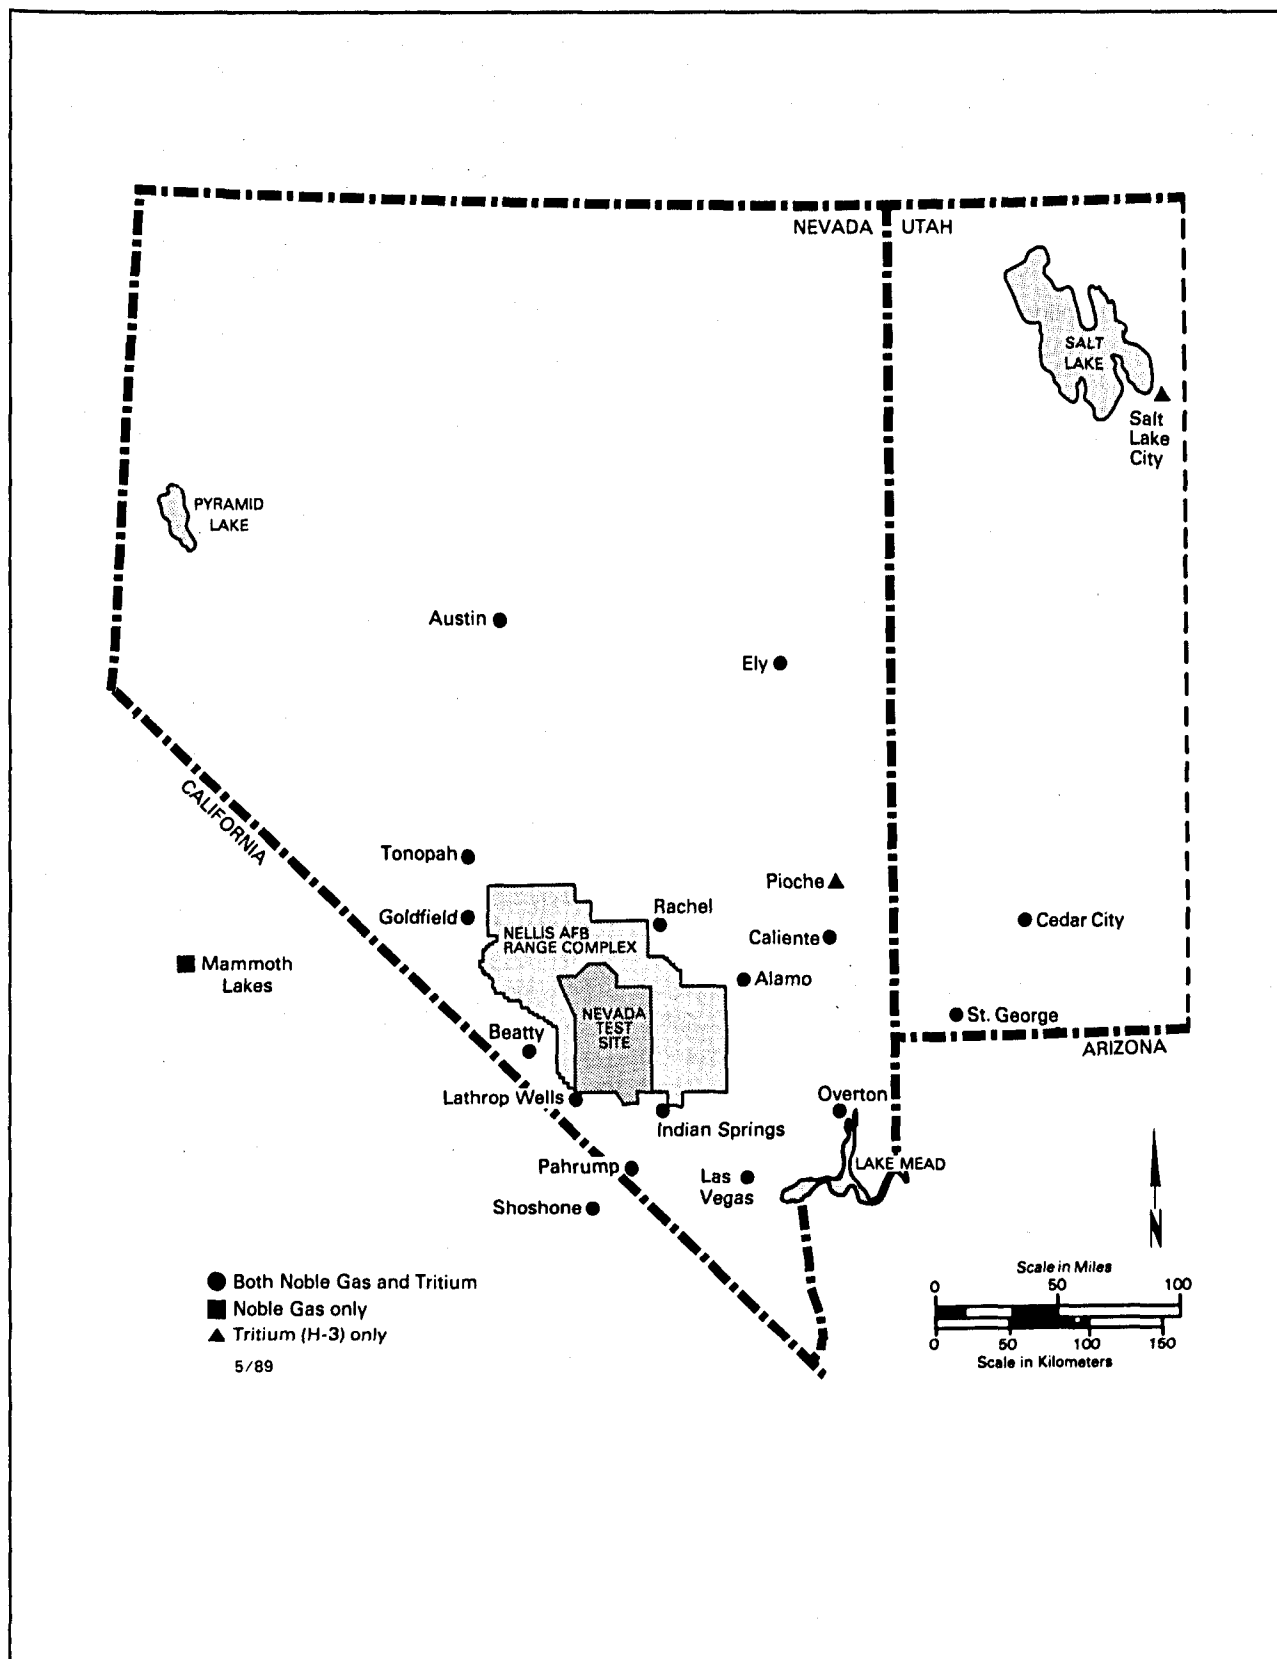 NEVADA
UTAH
SALT
LAKE
Salt
Lake
City
PYRAMID
LAKE
Austin
Ely
CALIFORNIA
Tonopah
Pioche
Goldfield
Rachel
Cedar City
NELLIS AFB
RANGE COMPLEX
Caliente
Mammoth
Lakes
Alamo
NEVADA
TEST
SITE
St. George
Beatty
ARIZONA
Lathrop Wells
Overton
Indian Springs
Pahrump
LAKE MEAD
Las
Vegas
Shoshone
N
Both Noble Gas and Tritium
Noble Gas only
Tritium (H-3) only
5/89
Scale in Miles
0 50 100
0 50 100 150
Scale in Kilometers